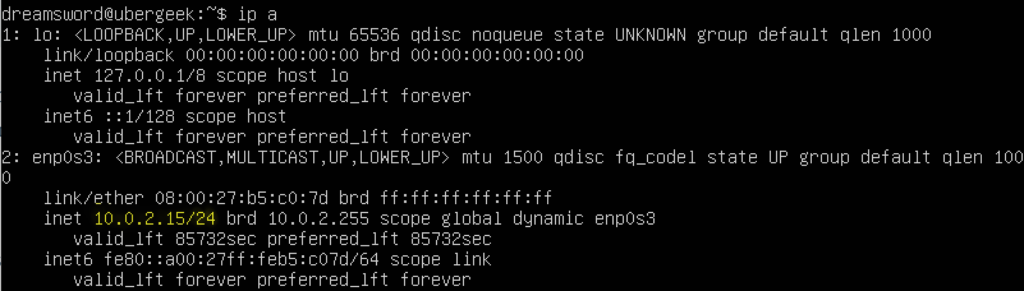 dreamsword@ubergeek:~$ ip a
1: lo: <LOOPBACK,UP,LOWER_UP> mtu 65536 qdisc noqueue state UNKNOWN group default qlen 1000
link/loopback 00:00:00:00:00:00 brd 00:00:00:00:00:00
inet 127.0.0.1/8 scope host lo
valid_lft forever preferred_lft forever
inet6 ::1/128 scope host
valid_lft forever preferred_lft forever
2: enp0s3: <BROADCAST,MULTICAST,UP,LOWER_UP> mtu 1500 qdisc fq_codel state UP group default qlen 100
0
link/ether 08:00:27:b5:c0:7d brd ff:ff:ff:ff:ff:ff
inet 10.0.2.15/24 brd 10.0.2.255 scope global dynamic enp0s3
valid_lft 85732sec preferred_lft 85732sec
inet6 fe80::a00:27ff:feb5:c07d/64 scope link
valid_lft forever preferred_lft forever